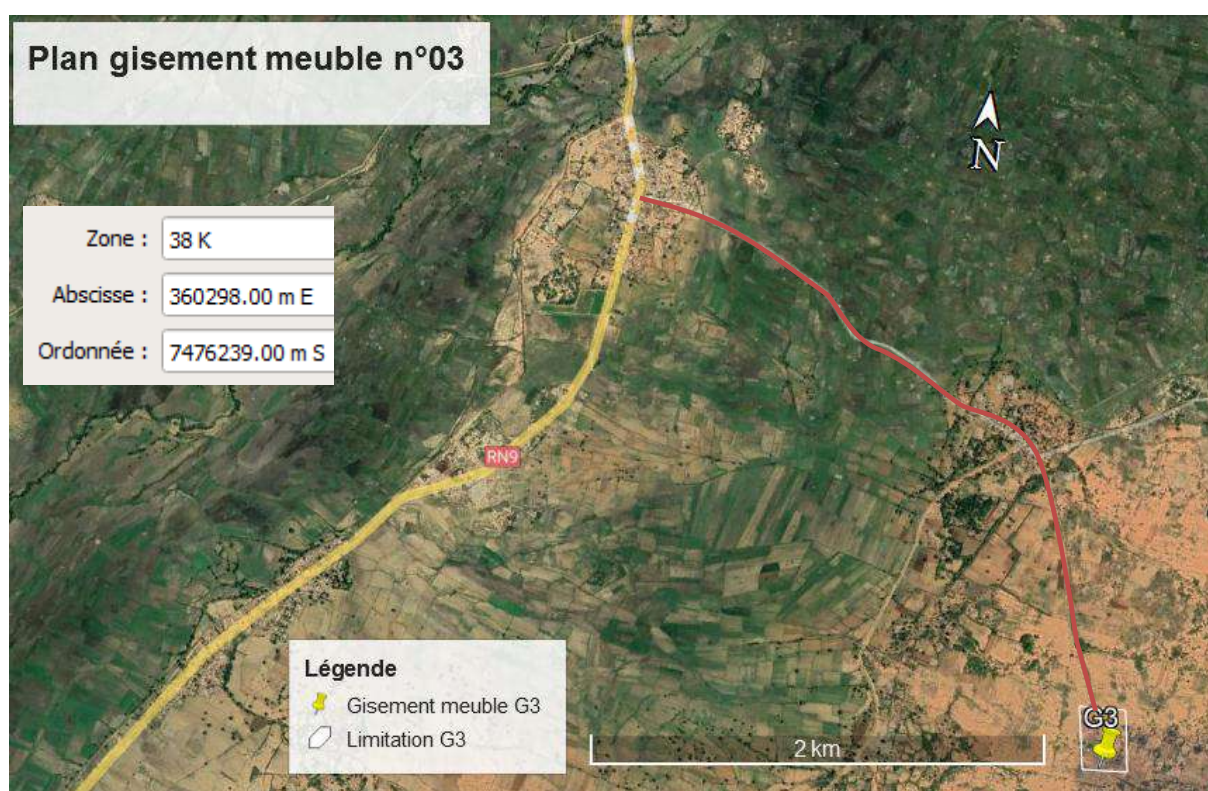 Plan gisement meuble n°03
N
Zone : 38 K
Abscisse : 360298.00 m E
Ordonnée : 7476239.00 m S
RN9
Légende
Gisement meuble G3
Limitation G3
2 km
G3